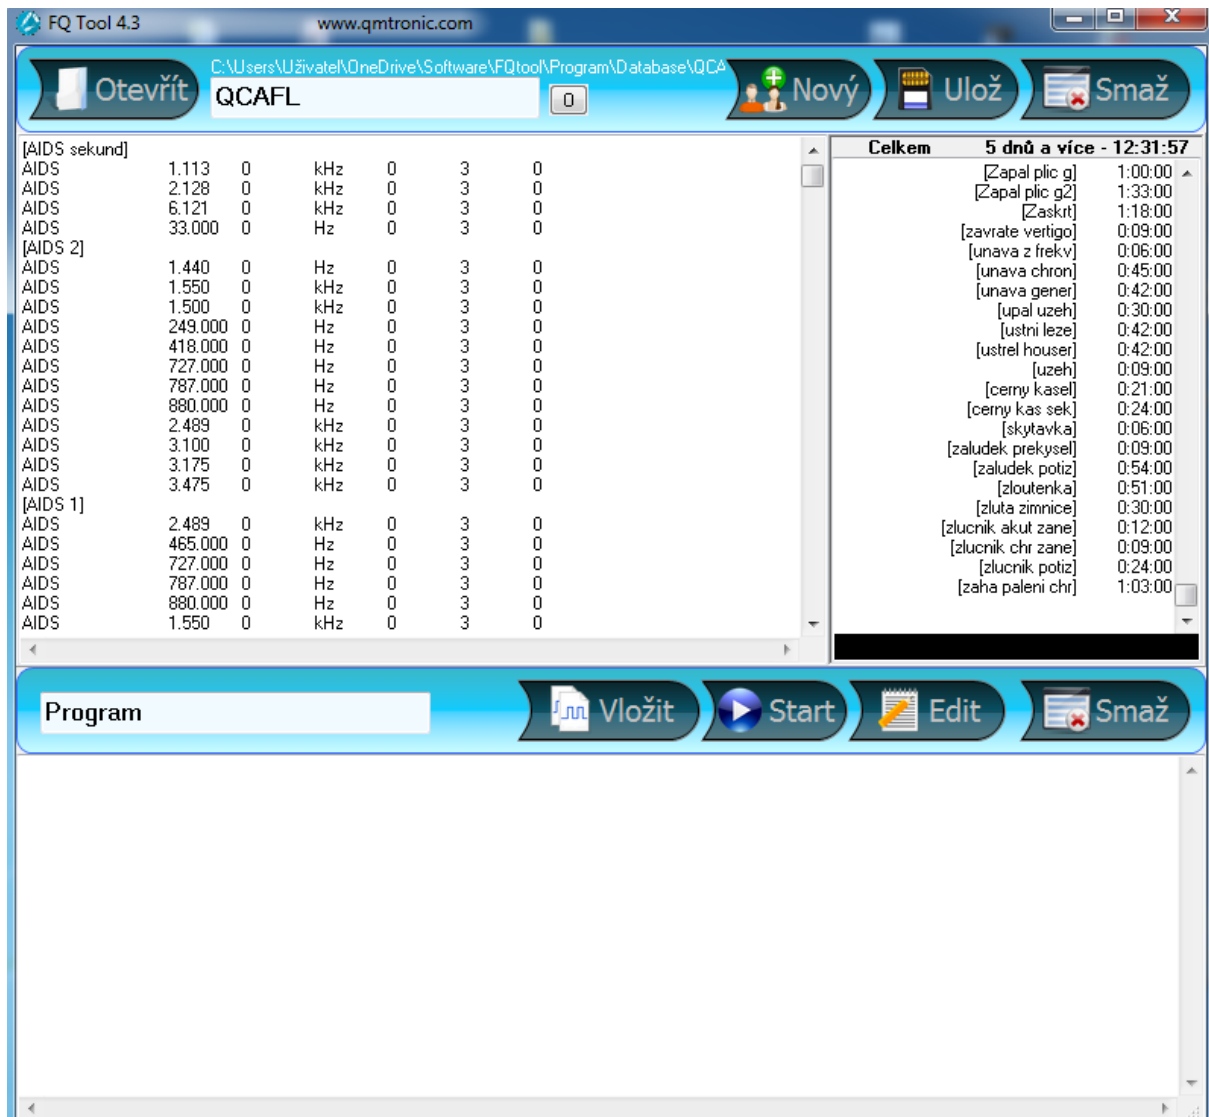 FQ Tool 4.3 www.qmtronic.com
C:\Users\Uživatel\OneDrive\Software\FQtool\Program\Database\QCA
Otevřít QCAFL 0 Nový Ulož Smaž
[AIDS sekund]
AIDS 1.113 0 kHz 0 3 0
AIDS 2.128 0 kHz 0 3 0
AIDS 6.121 0 kHz 0 3 0
AIDS 33.000 0 Hz 0 3 0
[AIDS 2]
AIDS 1.440 0 Hz 0 3 0
AIDS 1.550 0 kHz 0 3 0
AIDS 1.500 0 kHz 0 3 0
AIDS 249.000 0 Hz 0 3 0
AIDS 418.000 0 Hz 0 3 0
AIDS 727.000 0 Hz 0 3 0
AIDS 787.000 0 Hz 0 3 0
AIDS 880.000 0 Hz 0 3 0
AIDS 2.489 0 kHz 0 3 0
AIDS 3.100 0 kHz 0 3 0
AIDS 3.175 0 kHz 0 3 0
AIDS 3.475 0 kHz 0 3 0
[AIDS 1]
AIDS 2.489 0 kHz 0 3 0
AIDS 465.000 0 Hz 0 3 0
AIDS 727.000 0 Hz 0 3 0
AIDS 787.000 0 Hz 0 3 0
AIDS 880.000 0 Hz 0 3 0
AIDS 1.550 0 kHz 0 3 0
Celkem 5 dnů a více - 12:31:57
[Zapal plic g] 1:00:00
[Zapal plic g2] 1:33:00
[Zaskrt] 1:18:00
[zavrate vertigo] 0:09:00
[unava z frekv] 0:06:00
[unava chron] 0:45:00
[unava gener] 0:42:00
[upal uzeh] 0:30:00
[ustni leze] 0:42:00
[ustrel houser] 0:42:00
[uzeh] 0:09:00
[cerny kasel] 0:21:00
[cerny kas sek] 0:24:00
[skytavka] 0:06:00
[zaludek prekysel] 0:09:00
[zaludek potiz] 0:54:00
[zloutenka] 0:51:00
[zluta zimnice] 0:30:00
[zlucnik akut zane] 0:12:00
[zlucnik chr zane] 0:09:00
[zlucnik potiz] 0:24:00
[zaha paleni chr] 1:03:00
Program Vložit Start Edit Smaž